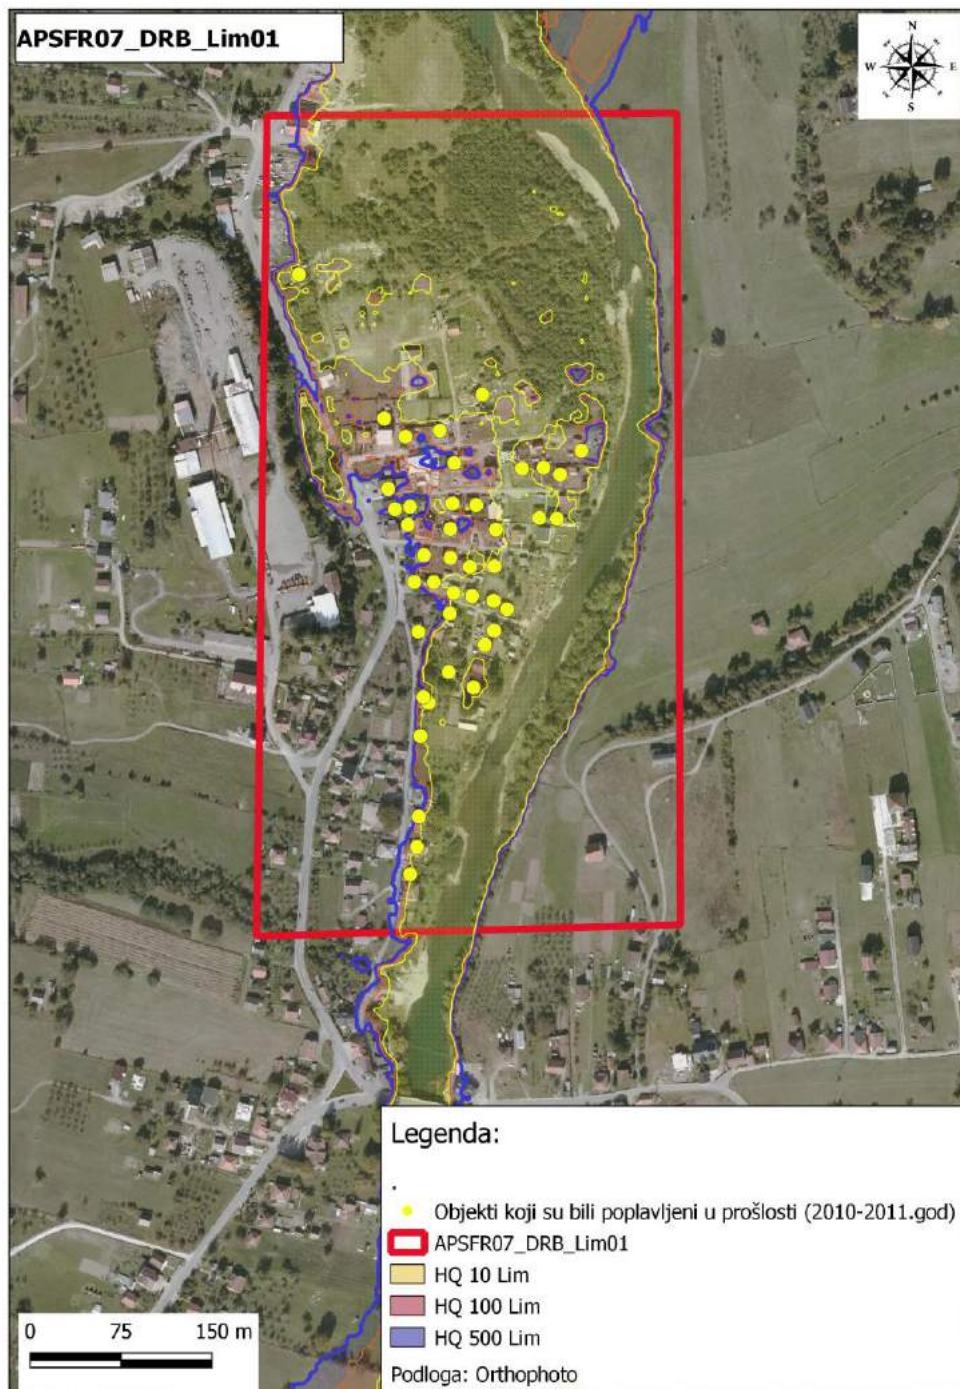 APSFR07_DRB_Lim01
N
W E
S
Legenda:
Objekti koji su bili poplavljeni u prošlosti (2010-2011.god)
APSFR07_DRB_Lim01
HQ 10 Lim
HQ 100 Lim
HQ 500 Lim
0 75 150 m
Podloga: Orthophoto